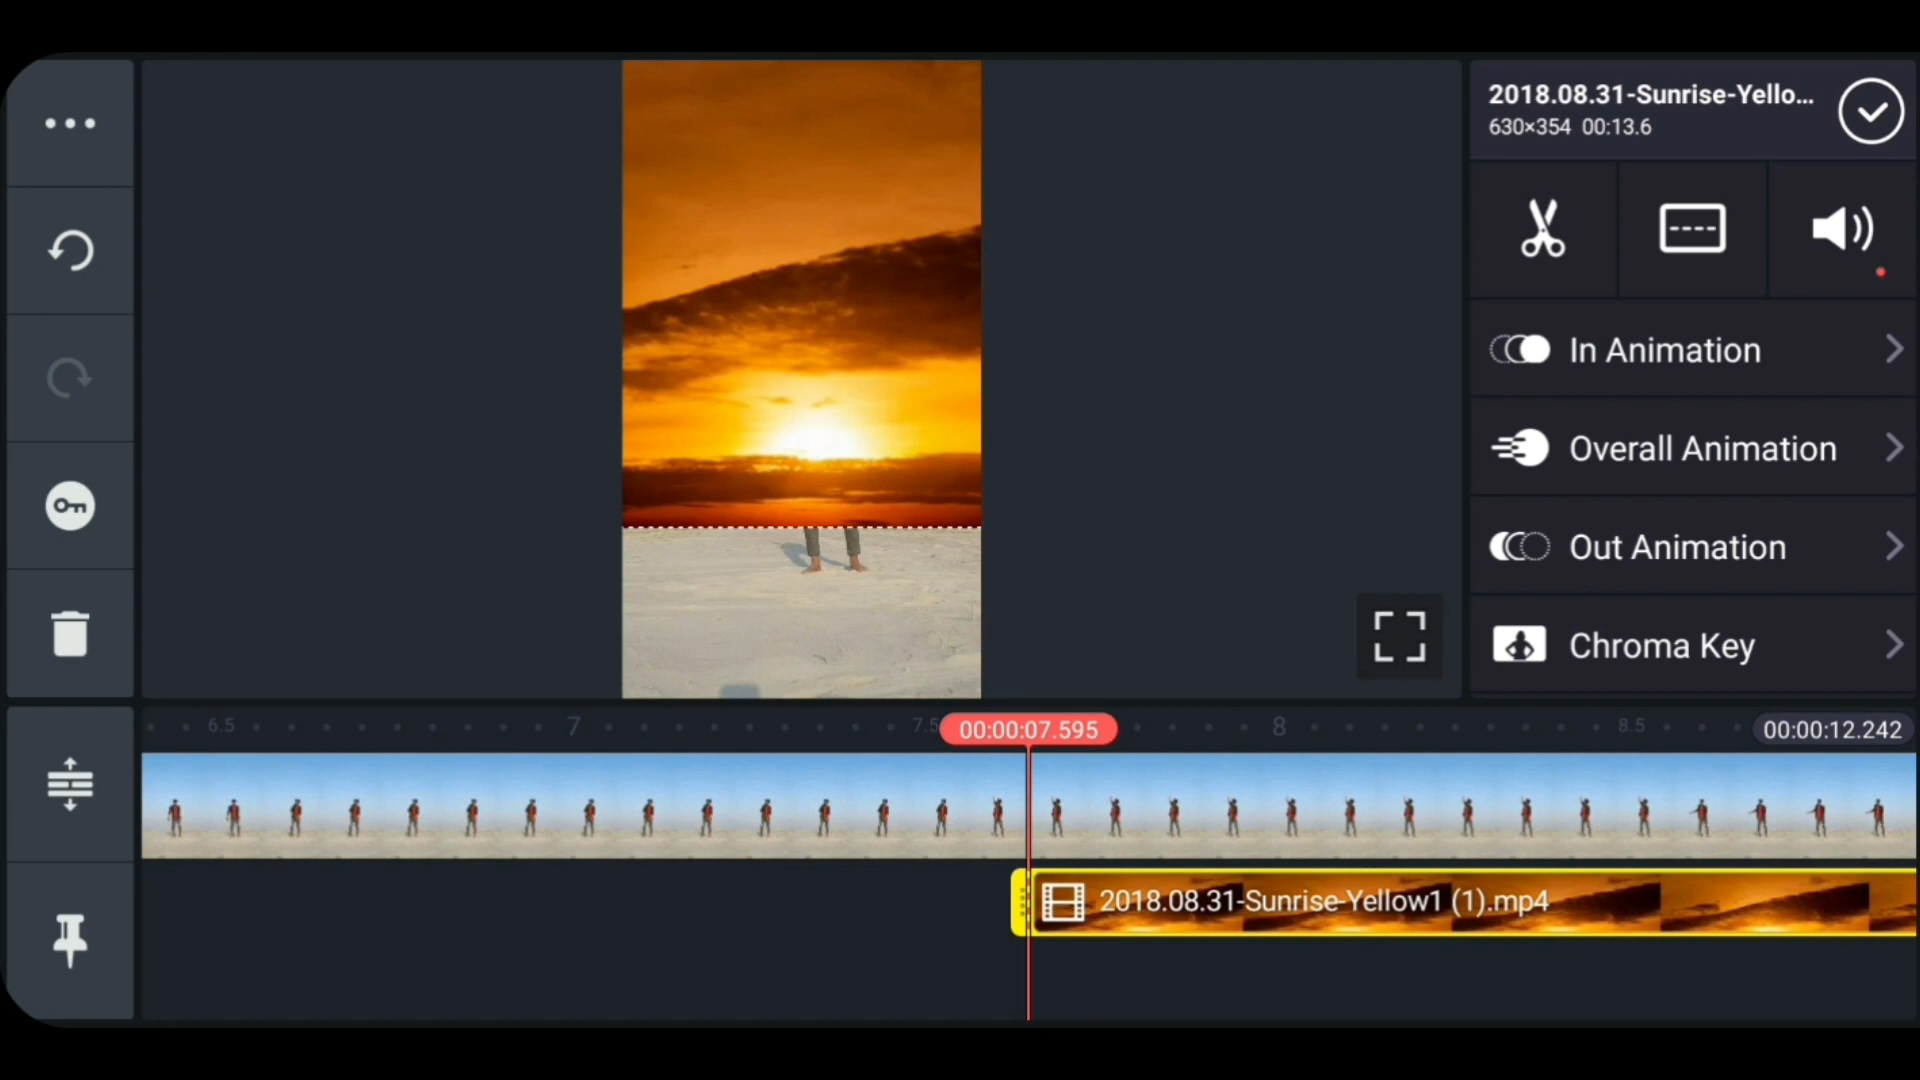 2018.08.31-Sunrise-Yello...
630×354 00:13.6
In Animation
Overall Animation
Out Animation
Chroma Key
6.5 7 7.5 00:00:07.595 8 8.5 00:00:12.242
2018.08.31-Sunrise-Yellow1 (1).mp4